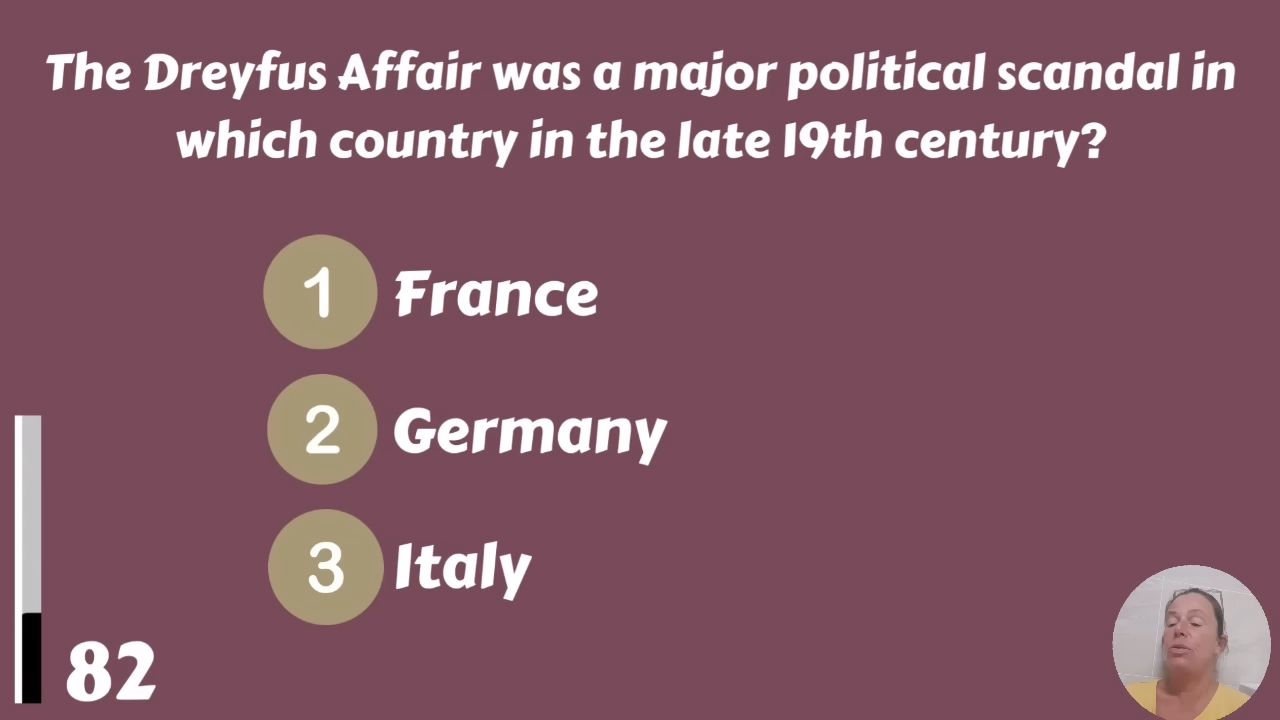 The Dreyfus Affair was a major political scandal in
which country in the late 19th century?
1 France
2 Germany
3 Italy
82